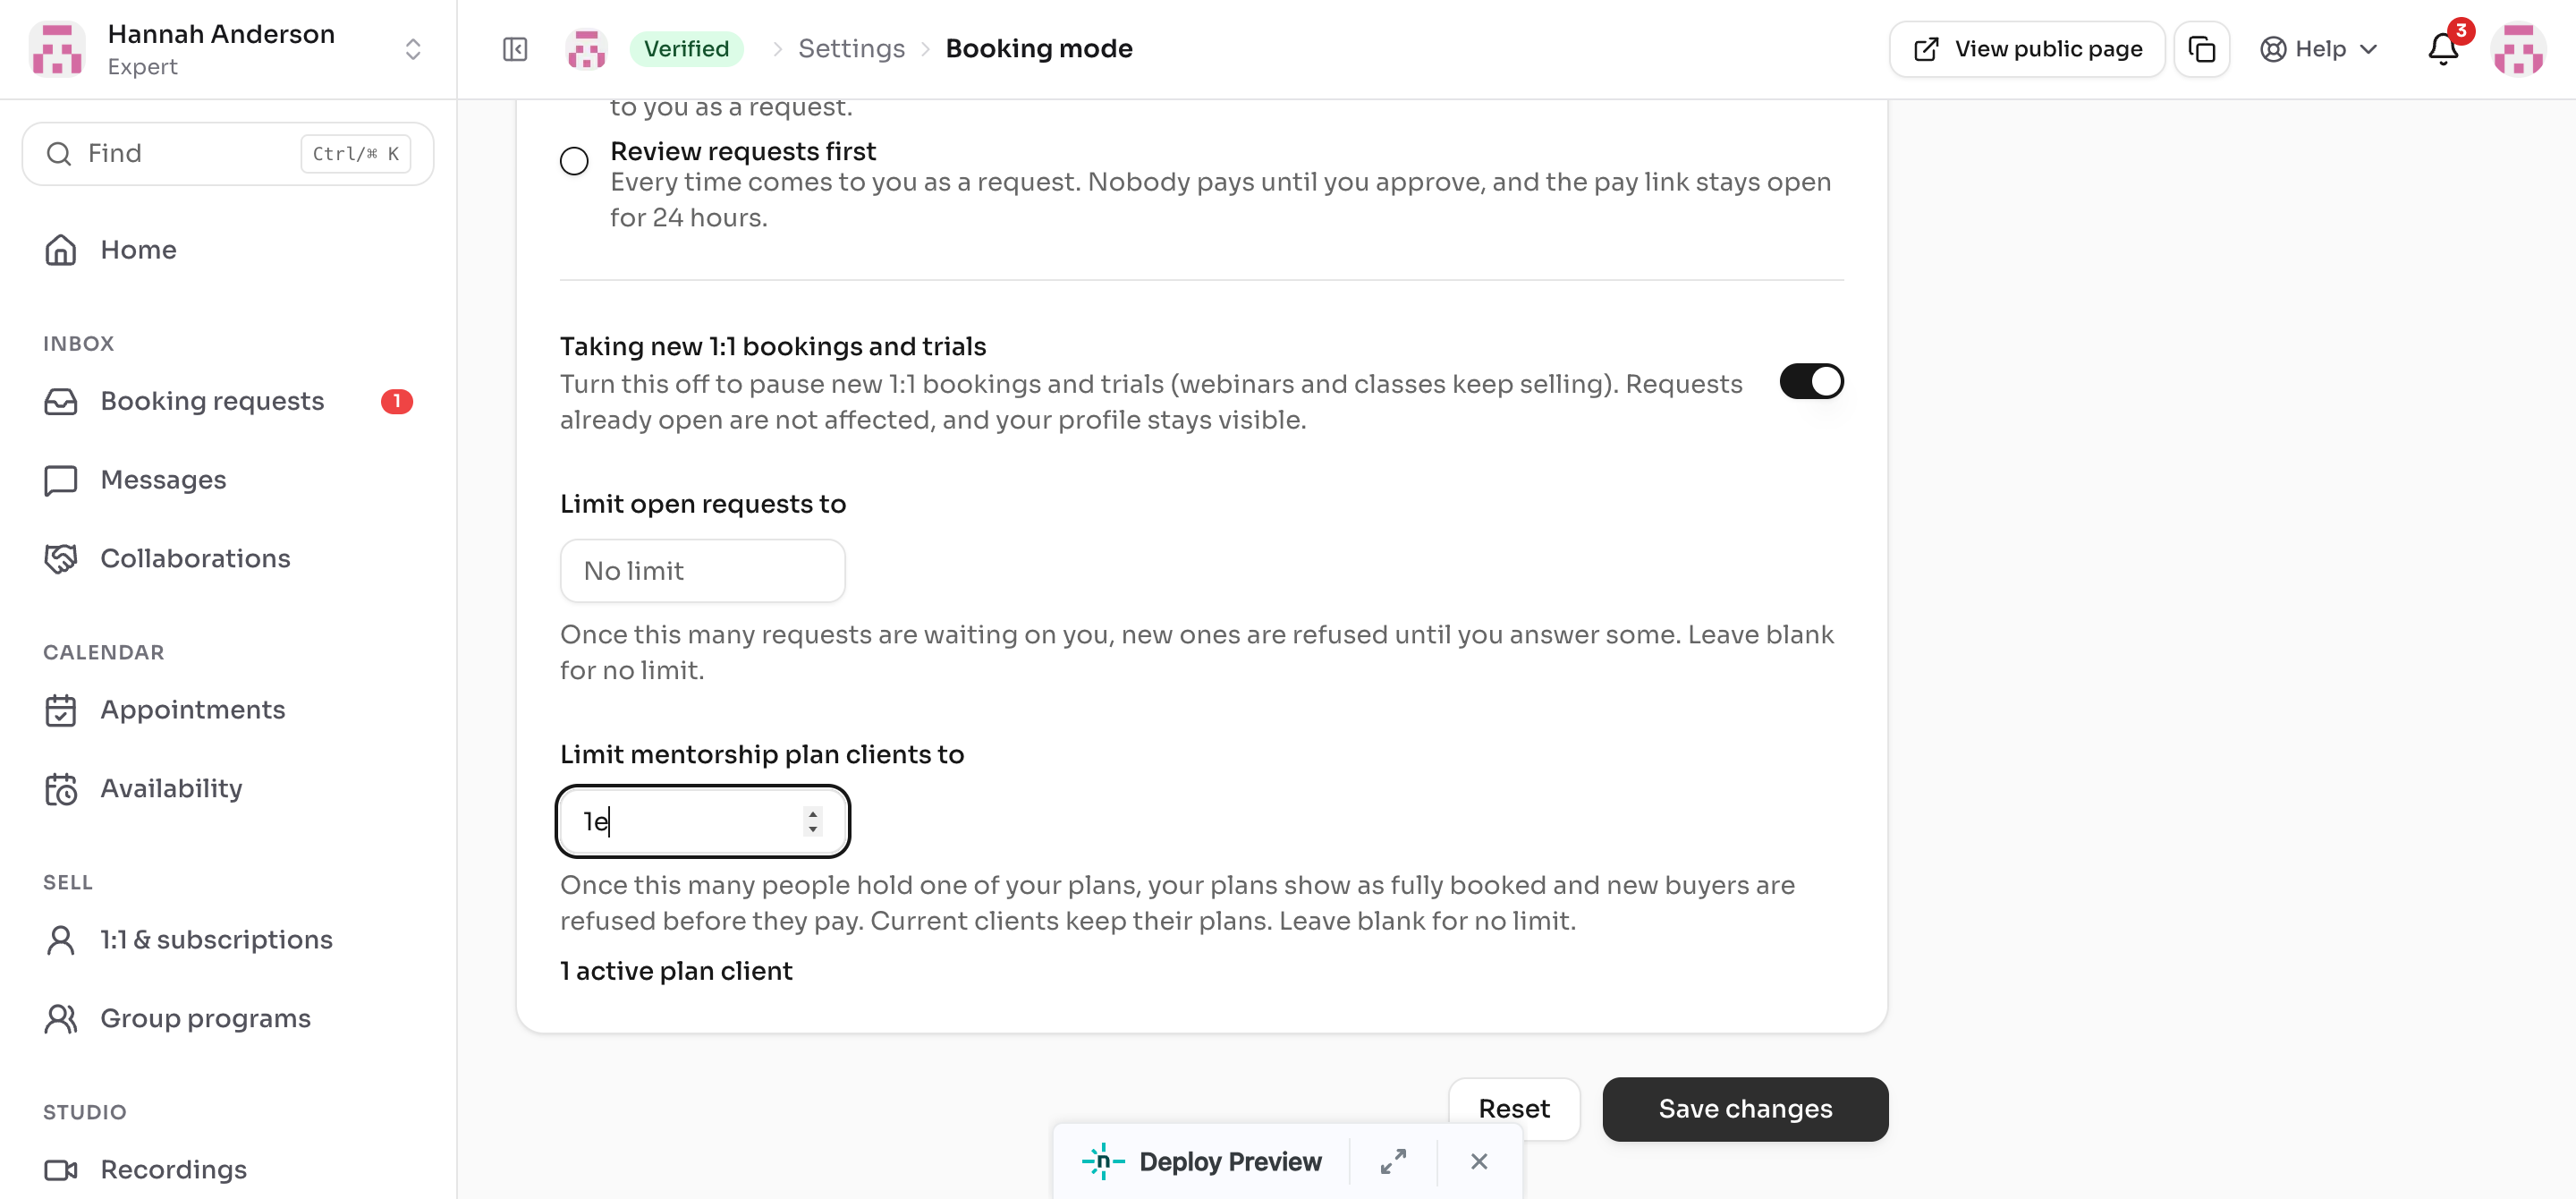 Hannah Anderson
Expert
Verified
Settings
Booking mode
View public page
Help
3
Find
Ctrl/⌘ K
Home
INBOX
Booking requests
1
Messages
Collaborations
CALENDAR
Appointments
Availability
SELL
1:1 & subscriptions
Group programs
STUDIO
Recordings
to you as a request.
Review requests first
Every time comes to you as a request. Nobody pays until you approve, and the pay link stays open
for 24 hours.
Taking new 1:1 bookings and trials
Turn this off to pause new 1:1 bookings and trials (webinars and classes keep selling). Requests
already open are not affected, and your profile stays visible.
Limit open requests to
No limit
Once this many requests are waiting on you, new ones are refused until you answer some. Leave blank
for no limit.
Limit mentorship plan clients to
1e
Once this many people hold one of your plans, your plans show as fully booked and new buyers are
refused before they pay. Current clients keep their plans. Leave blank for no limit.
1 active plan client
Reset
Save changes
n
Deploy Preview